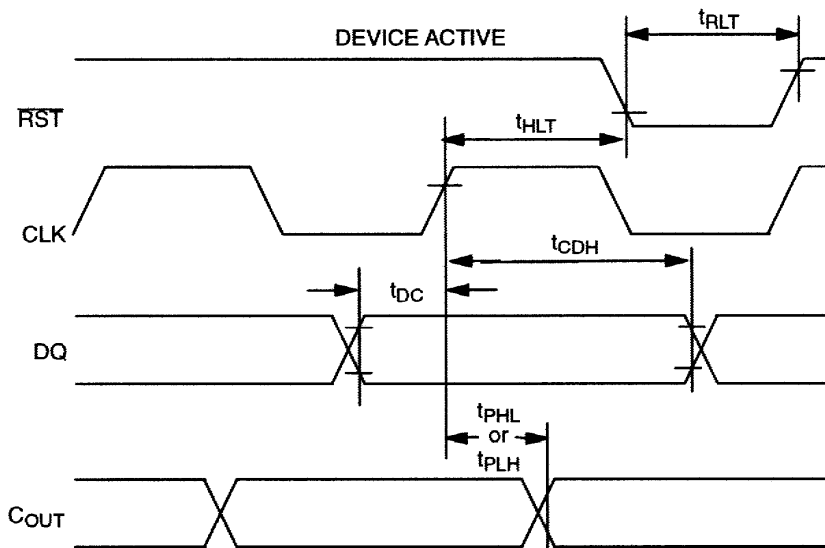 tRLT
DEVICE ACTIVE
RST
tHLT
CLK
tCDH
tDC
DQ
tPHL
or
tPLH
COUT